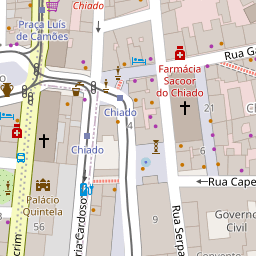 Praça Luís
de Camões
Chiado
Rua Ga
Farmácia
Sacoor
do Chiado
Chiado
4
21
6
Chiado
Rua Cape
Palácio
Quintela
56
ria Cardoso
crim
9
Rua Serpa
Governo
Civil
Convento